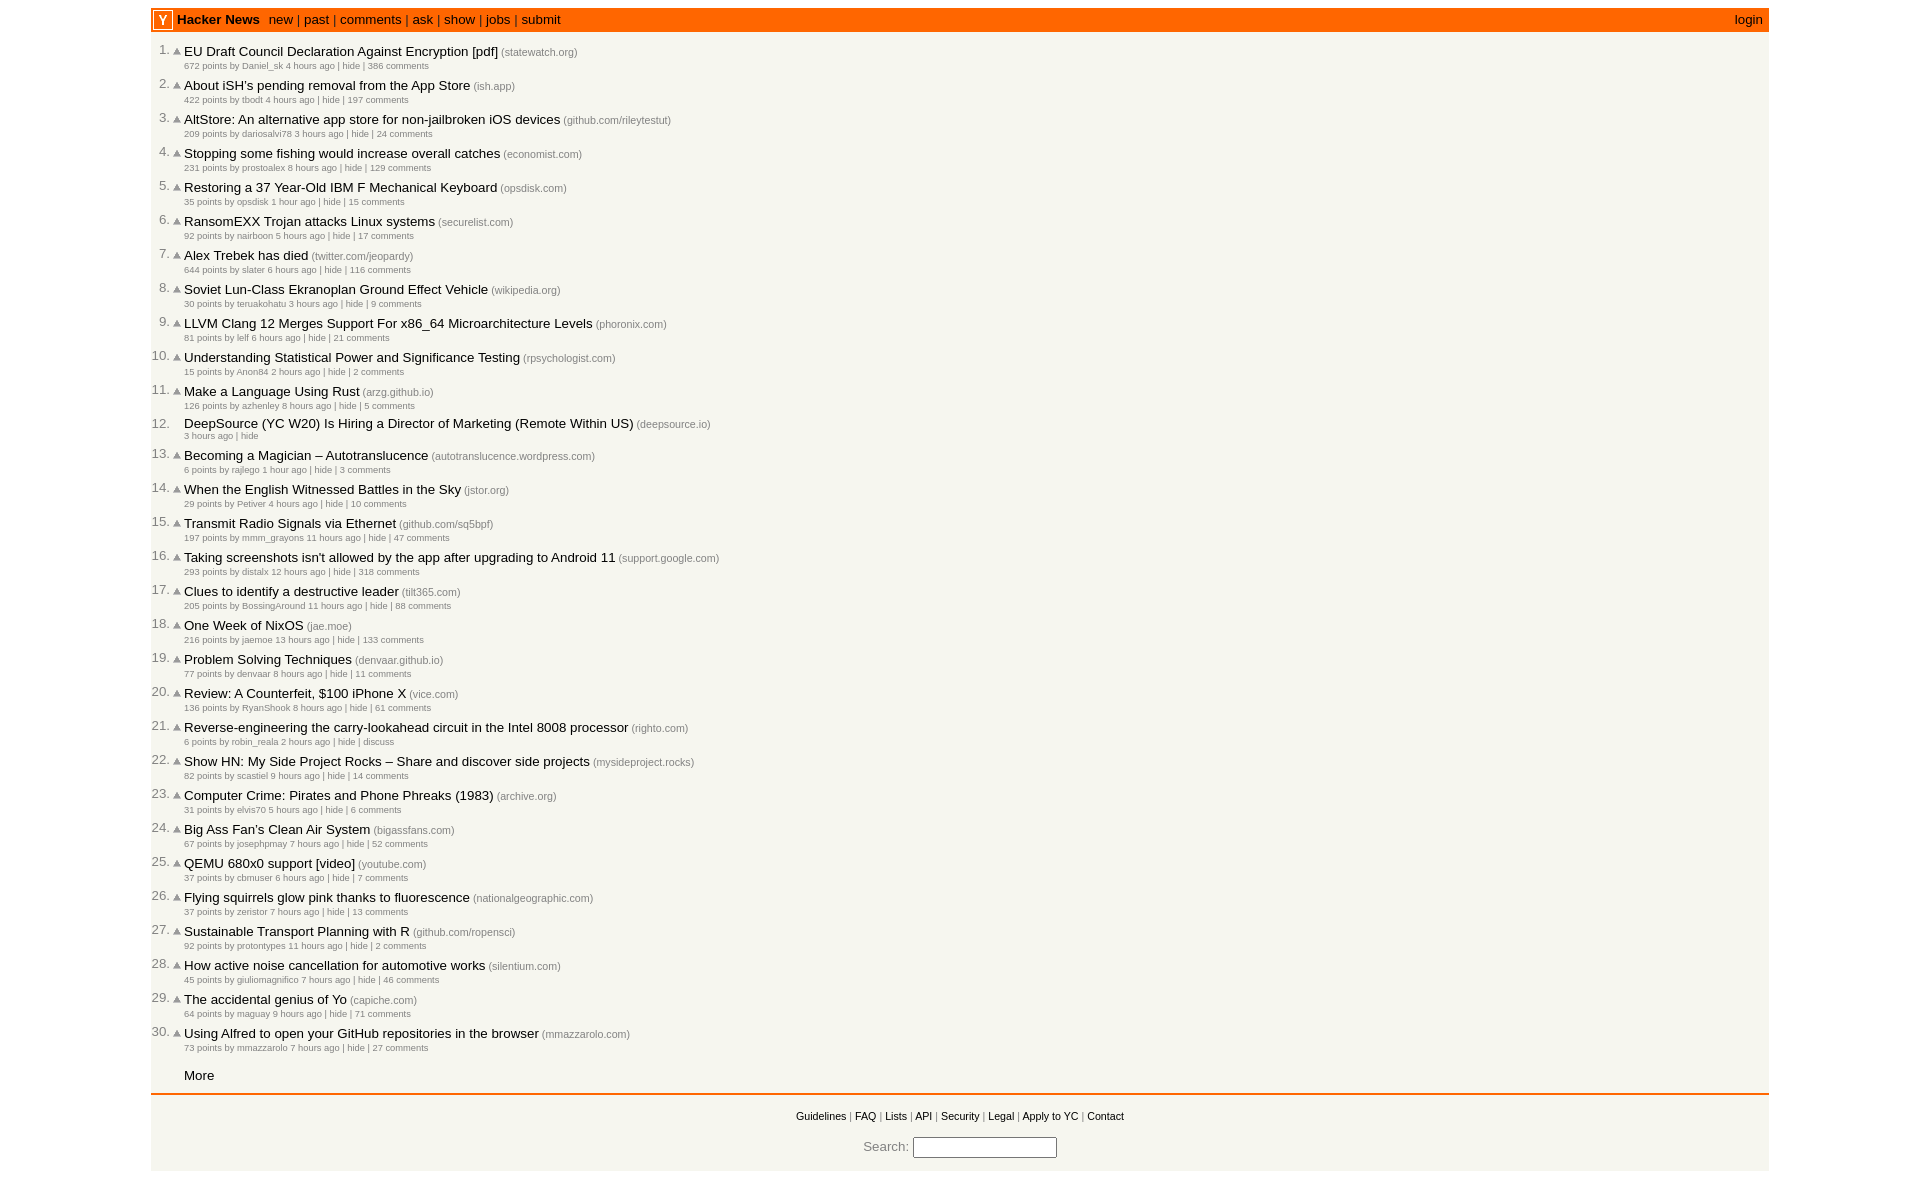 Y Hacker News new | past | comments | ask | show | jobs | submit login
1. EU Draft Council Declaration Against Encryption [pdf] (statewatch.org)
672 points by Daniel_sk 4 hours ago | hide | 386 comments
2. About iSH’s pending removal from the App Store (ish.app)
422 points by tbodt 4 hours ago | hide | 197 comments
3. AltStore: An alternative app store for non-jailbroken iOS devices (github.com/rileytestut)
209 points by dariosalvi78 3 hours ago | hide | 24 comments
4. Stopping some fishing would increase overall catches (economist.com)
231 points by prostoalex 8 hours ago | hide | 129 comments
5. Restoring a 37 Year-Old IBM F Mechanical Keyboard (opsdisk.com)
35 points by opsdisk 1 hour ago | hide | 15 comments
6. RansomEXX Trojan attacks Linux systems (securelist.com)
92 points by nairboon 5 hours ago | hide | 17 comments
7. Alex Trebek has died (twitter.com/jeopardy)
644 points by slater 6 hours ago | hide | 116 comments
8. Soviet Lun-Class Ekranoplan Ground Effect Vehicle (wikipedia.org)
30 points by teruakohatu 3 hours ago | hide | 9 comments
9. LLVM Clang 12 Merges Support For x86_64 Microarchitecture Levels (phoronix.com)
81 points by lelf 6 hours ago | hide | 21 comments
10. Understanding Statistical Power and Significance Testing (rpsychologist.com)
15 points by Anon84 2 hours ago | hide | 2 comments
11. Make a Language Using Rust (arzg.github.io)
126 points by azhenley 8 hours ago | hide | 5 comments
12. DeepSource (YC W20) Is Hiring a Director of Marketing (Remote Within US) (deepsource.io)
3 hours ago | hide
13. Becoming a Magician – Autotranslucence (autotranslucence.wordpress.com)
6 points by rajlego 1 hour ago | hide | 3 comments
14. When the English Witnessed Battles in the Sky (jstor.org)
29 points by Petiver 4 hours ago | hide | 10 comments
15. Transmit Radio Signals via Ethernet (github.com/sq5bpf)
197 points by mmm_grayons 11 hours ago | hide | 47 comments
16. Taking screenshots isn't allowed by the app after upgrading to Android 11 (support.google.com)
293 points by distalx 12 hours ago | hide | 318 comments
17. Clues to identify a destructive leader (tilt365.com)
205 points by BossingAround 11 hours ago | hide | 88 comments
18. One Week of NixOS (jae.moe)
216 points by jaemoe 13 hours ago | hide | 133 comments
19. Problem Solving Techniques (denvaar.github.io)
77 points by denvaar 8 hours ago | hide | 11 comments
20. Review: A Counterfeit, $100 iPhone X (vice.com)
136 points by RyanShook 8 hours ago | hide | 61 comments
21. Reverse-engineering the carry-lookahead circuit in the Intel 8008 processor (righto.com)
6 points by robin_reala 2 hours ago | hide | discuss
22. Show HN: My Side Project Rocks – Share and discover side projects (mysideproject.rocks)
82 points by scastiel 9 hours ago | hide | 14 comments
23. Computer Crime: Pirates and Phone Phreaks (1983) (archive.org)
31 points by elvis70 5 hours ago | hide | 6 comments
24. Big Ass Fan’s Clean Air System (bigassfans.com)
67 points by josephpmay 7 hours ago | hide | 52 comments
25. QEMU 680x0 support [video] (youtube.com)
37 points by cbmuser 6 hours ago | hide | 7 comments
26. Flying squirrels glow pink thanks to fluorescence (nationalgeographic.com)
37 points by zeristor 7 hours ago | hide | 13 comments
27. Sustainable Transport Planning with R (github.com/ropensci)
92 points by protontypes 11 hours ago | hide | 2 comments
28. How active noise cancellation for automotive works (silentium.com)
45 points by giuliomagnifico 7 hours ago | hide | 46 comments
29. The accidental genius of Yo (capiche.com)
64 points by maguay 9 hours ago | hide | 71 comments
30. Using Alfred to open your GitHub repositories in the browser (mmazzarolo.com)
73 points by mmazzarolo 7 hours ago | hide | 27 comments
More
Guidelines | FAQ | Lists | API | Security | Legal | Apply to YC | Contact
Search: